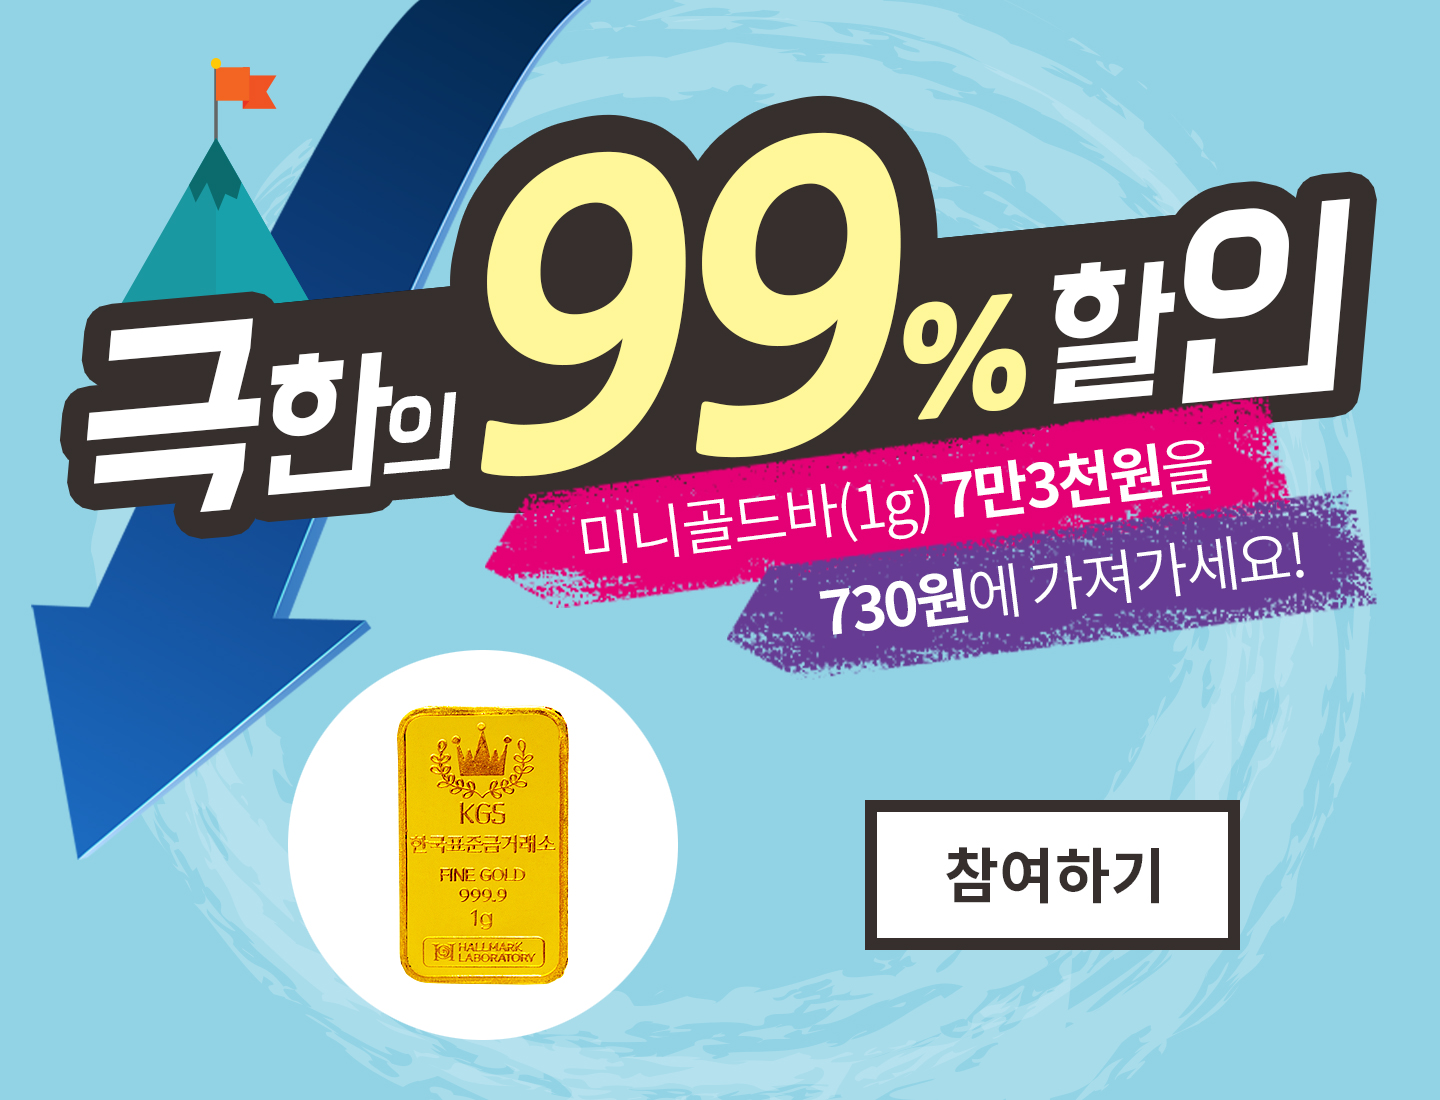 극한의 99% 할인
미니골드바(1g) 7만3천원을
730원에 가져가세요!
KGS
한국표준금거래소
FINE GOLD
999.9
1g
HALLMARK
LABORATORY
참여하기